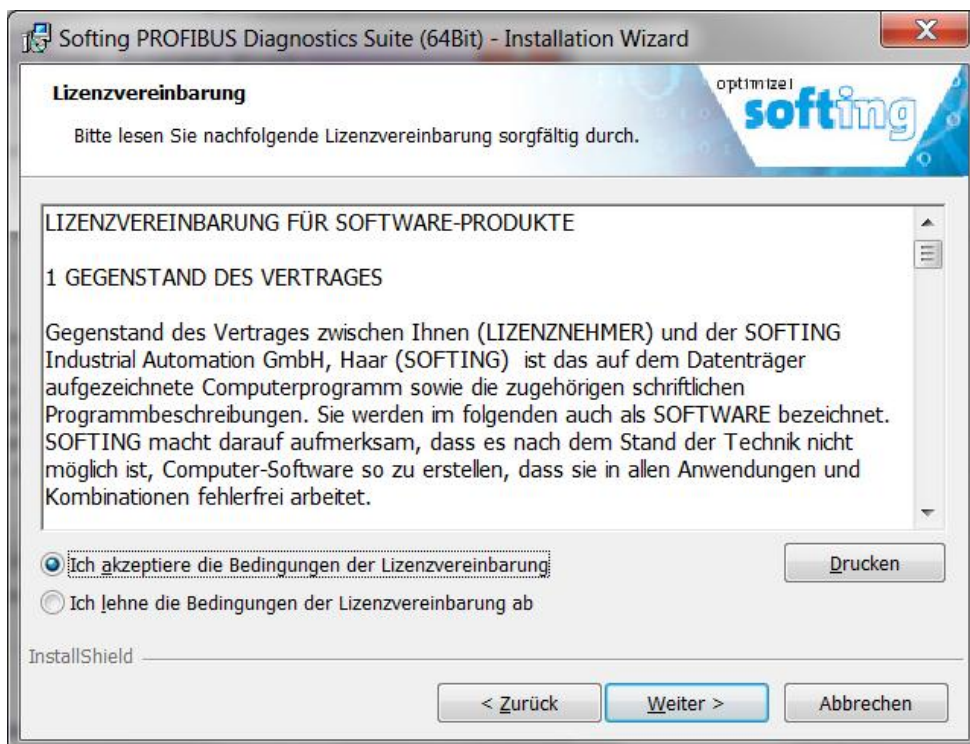 Softing PROFIBUS Diagnostics Suite (64Bit) - Installation Wizard
Lizenzvereinbarung
Bitte lesen Sie nachfolgende Lizenzvereinbarung sorgfältig durch.
optimize!
softing
LIZENZVEREINBARUNG FÜR SOFTWARE-PRODUKTE
1 GEGENSTAND DES VERTRAGES
Gegenstand des Vertrages zwischen Ihnen (LIZENZNEHMER) und der SOFTING
Industrial Automation GmbH, Haar (SOFTING) ist das auf dem Datenträger
aufgezeichnete Computerprogramm sowie die zugehörigen schriftlichen
Programmbeschreibungen. Sie werden im folgenden auch als SOFTWARE bezeichnet.
SOFTING macht darauf aufmerksam, dass es nach dem Stand der Technik nicht
möglich ist, Computer-Software so zu erstellen, dass sie in allen Anwendungen und
Kombinationen fehlerfrei arbeitet.
Ich akzeptiere die Bedingungen der Lizenzvereinbarung
Drucken
Ich lehne die Bedingungen der Lizenzvereinbarung ab
InstallShield
< Zurück
Weiter >
Abbrechen